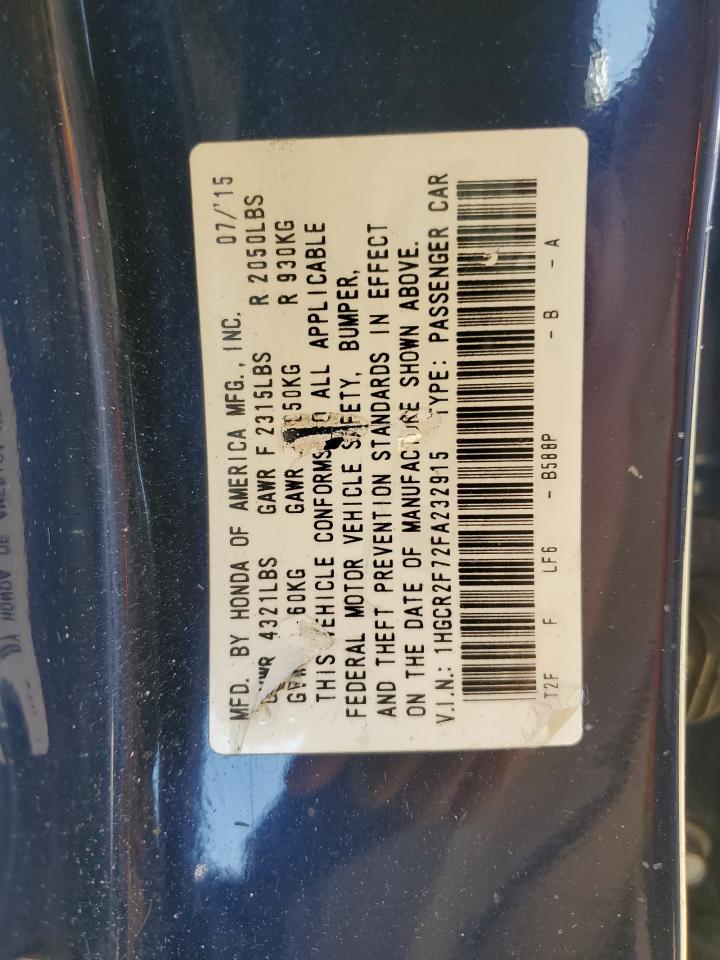 MFD. BY HONDA OF AMERICA MFG., INC. 07/'15
4321LBS GAWR F 2315LBS R 2050LBS
60KG GAWR R 930KG
THIS VEHICLE CONFORMS ALL APPLICABLE
FEDERAL MOTOR VEHICLE SAFETY, BUMPER,
AND THEFT PREVENTION STANDARDS IN EFFECT
ON THE DATE OF MANUFACTURE SHOWN ABOVE.
V.I.N.: 1HGCR2F72FA232915 TYPE: PASSENGER CAR
T2F F LF6 - B588P - B - A